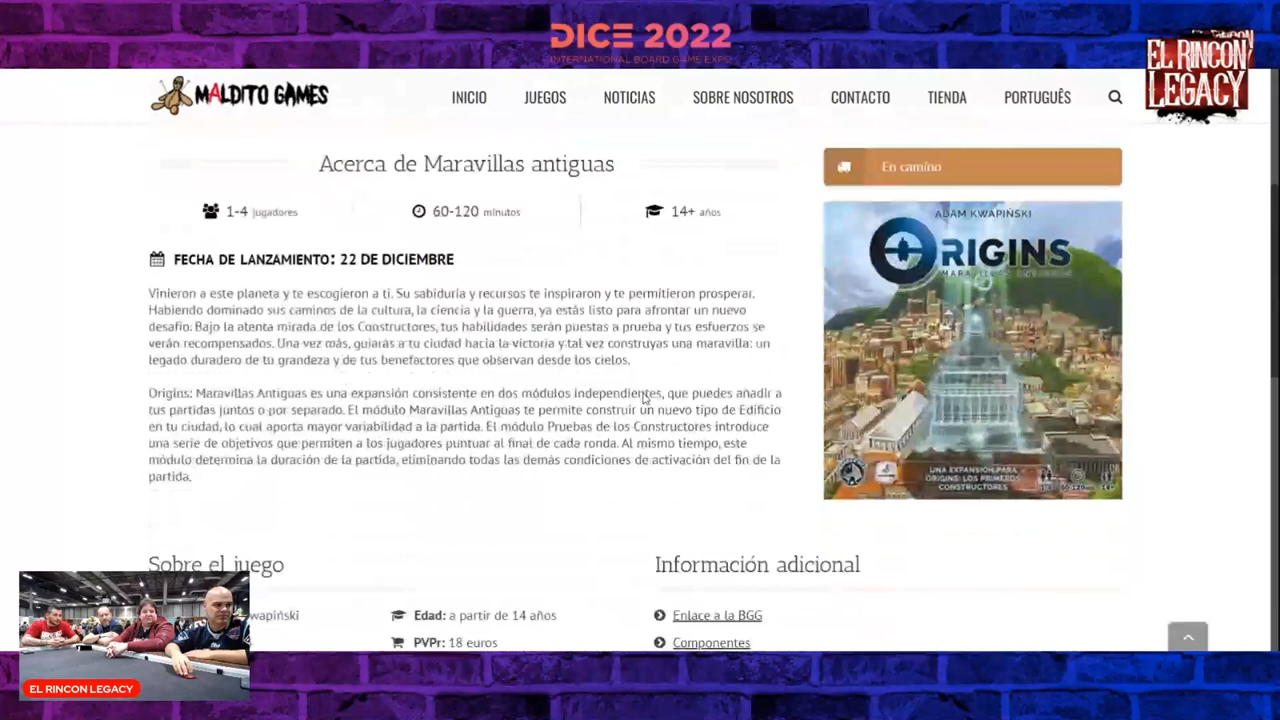 DICE 2022
INTERNATIONAL BOARD GAME EXPO
EL RINCON
LEGACY
MALDITO GAMES
INICIO
JUEGOS
NOTICIAS
SOBRE NOSOTROS
CONTACTO
TIENDA
PORTUGUÊS
Acerca de Maravillas antiguas
1-4 jugadores
60-120 minutos
14+ años
FECHA DE LANZAMIENTO: 22 DE DICIEMBRE
Vinieron a este planeta y te escogieron a ti. Su sabiduría y recursos te inspiraron y te permitieron prosperar.
Habiendo dominado sus caminos de la cultura, la ciencia y la guerra, ya estás listo para afrontar un nuevo
desafío. Bajo la atenta mirada de los Constructores, tus habilidades serán puestas a prueba y tus esfuerzos se
verán recompensados. Una vez más, guiarás a tu ciudad hacia la victoria y tal vez construyas una maravilla: un
legado duradero de tu grandeza y de tus benefactores que observan desde los cielos.
Origins: Maravillas Antiguas es una expansión consistente en dos módulos independientes, que puedes añadir a
tus partidas juntos o por separado. El módulo Maravillas Antiguas te permite construir un nuevo tipo de Edificio
en tu ciudad, lo cual aporta mayor variabilidad a la partida. El módulo Pruebas de los Constructores introduce
una serie de objetivos que permiten a los jugadores puntuar al final de cada ronda. Al mismo tiempo, este
módulo determina la duración de la partida, eliminando todas las demás condiciones de activación del fin de la
partida.
En camino
ADAM KWAPIŃSKI
ORIGINS
MARAVILLAS ANTIGUAS
UNA EXPANSIÓN PARA
ORIGINS: LOS PRIMEROS
CONSTRUCTORES
1-4
60-120
14+
Sobre el juego
wapiński
Edad: a partir de 14 años
PVPr: 18 euros
Información adicional
Enlace a la BGG
Componentes
EL RINCON LEGACY